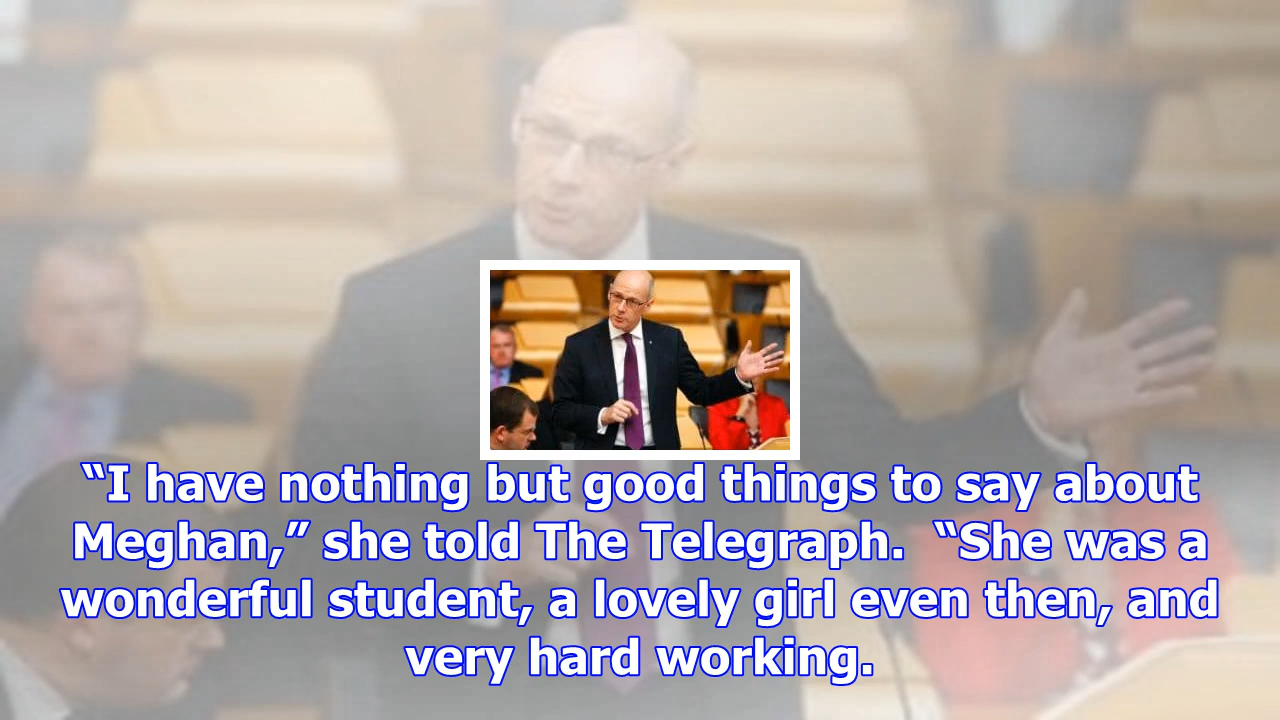 “I have nothing but good things to say about
Meghan,” she told The Telegraph.  “She was a
wonderful student, a lovely girl even then, and
very hard working.